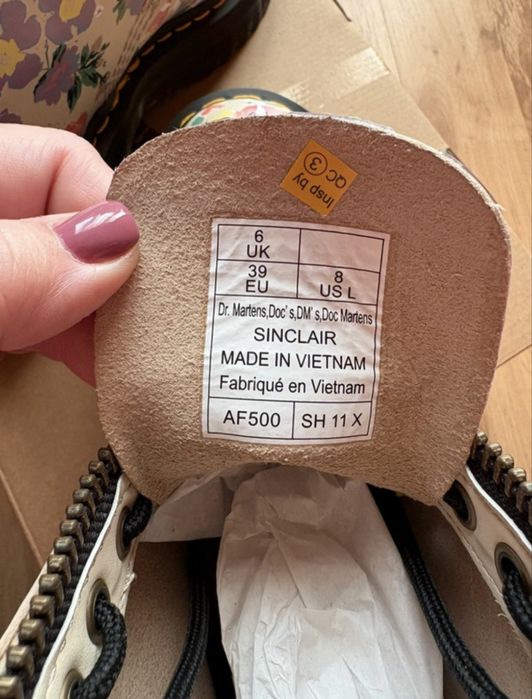 Insp by
QC 3
6
UK
39
EU
8
US L
Dr. Martens,Doc's,DM's,Doc Martens
SINCLAIR
MADE IN VIETNAM
Fabriqué en Vietnam
AF500
SH 11 X